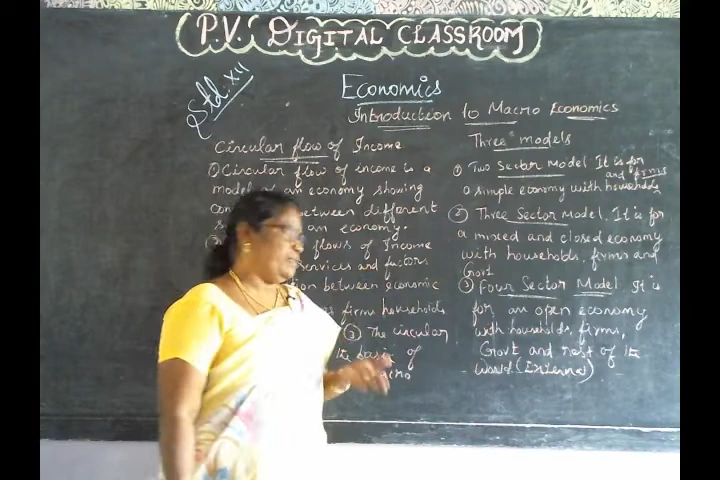 P.V. DIGITAL CLASSROOM
Std. XII
Economics
Introduction to Macro Economics
Circular flow of Income
① Circular flow of income is a
model of an economy showing
between different
an economy.
flows of Income
services and factors
between economic
firms households
③ The circular
the basis of
Three models
① Two Sector Model. It is for
and firms
a simple economy with households
② Three Sector Model. It is for
a mixed and closed economy
with households, firms and
Govt
③ Four Sector Model It is
for an open economy
with households, firms,
Govt and rest of the
World (External)